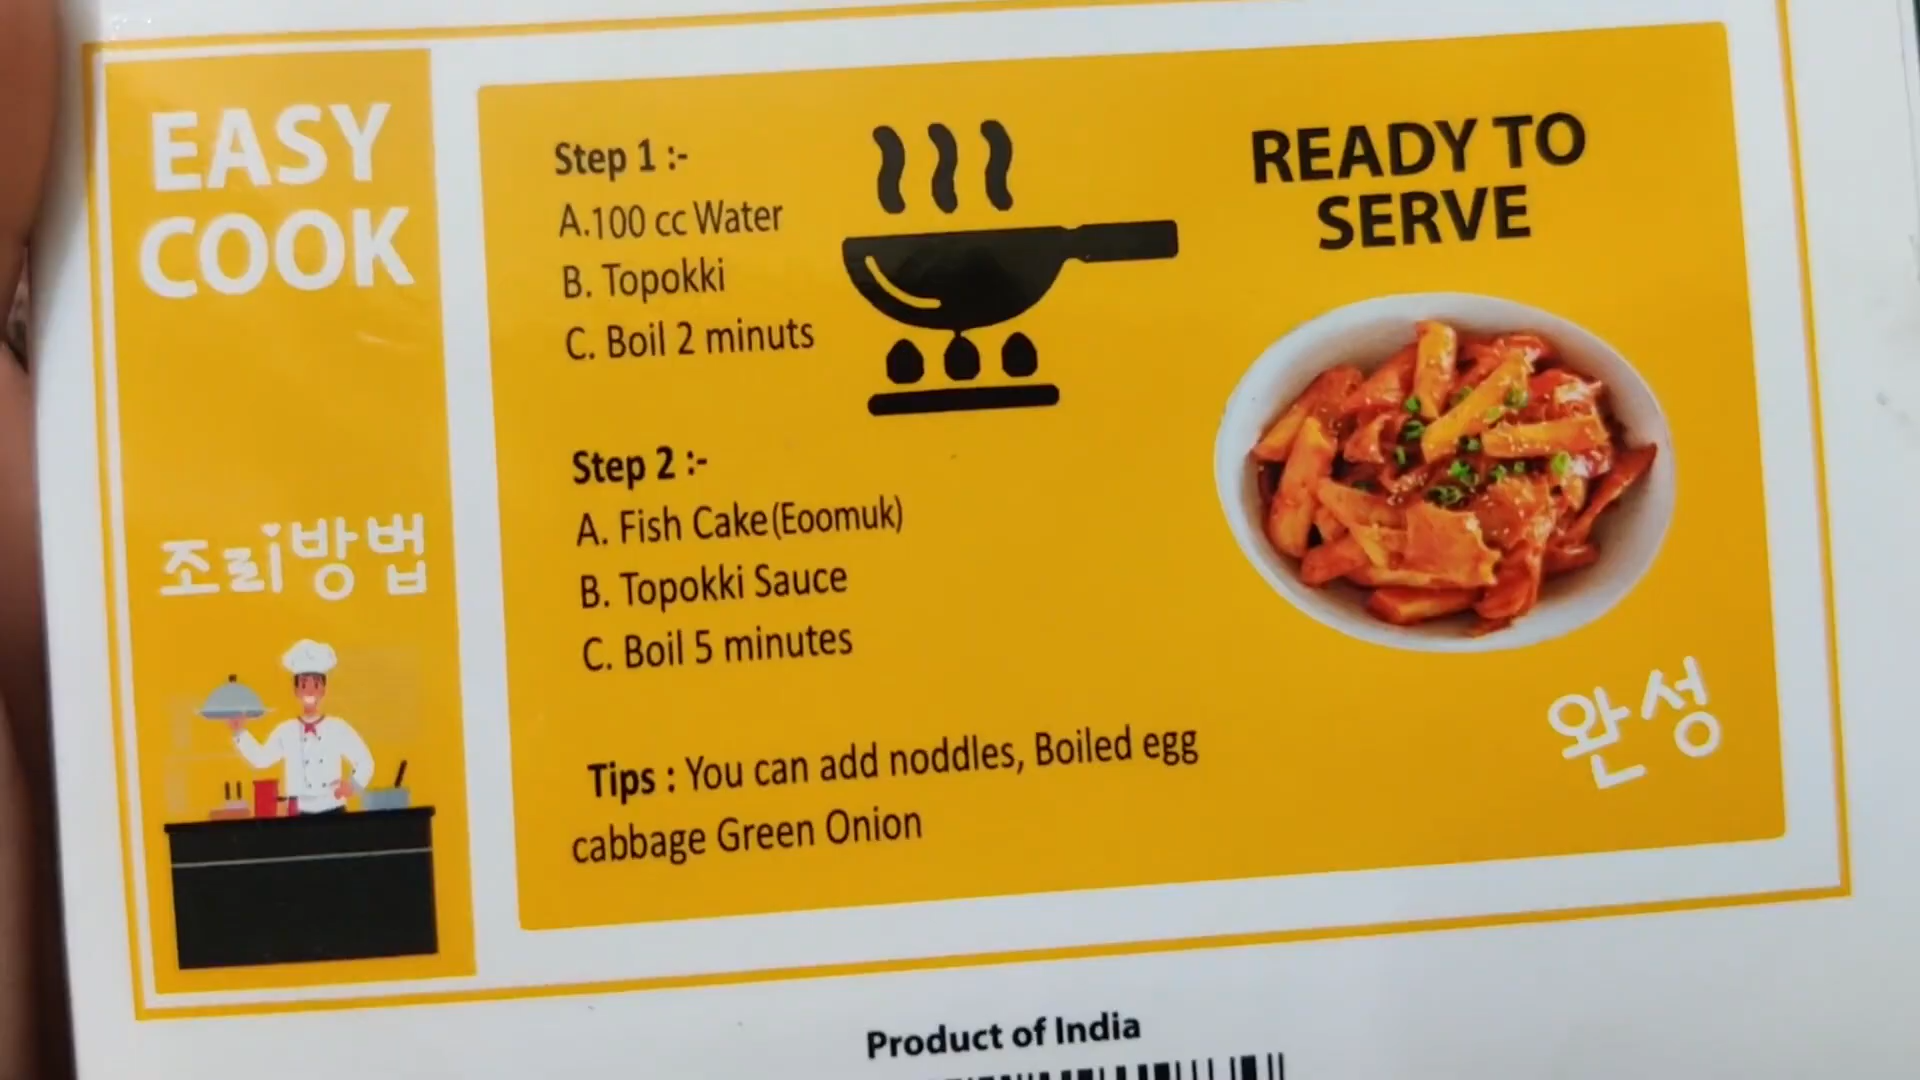 EASY
COOK
조리방법
Step 1 :-
A.100 cc Water
B. Topokki
C. Boil 2 minuts
Step 2 :-
A. Fish Cake(Eoomuk)
B. Topokki Sauce
C. Boil 5 minutes
Tips : You can add noddles, Boiled egg
cabbage Green Onion
READY TO
SERVE
완성
Product of India